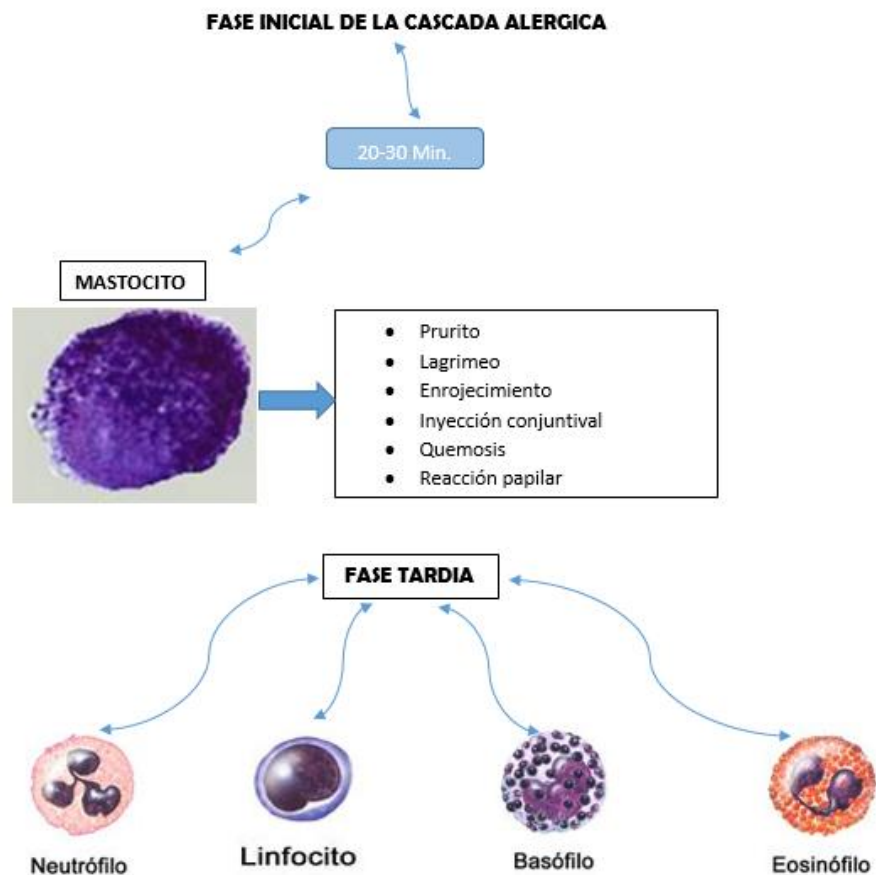 FASE INICIAL DE LA CASCADA ALERGICA
20-30 Min.
MASTOCITO
• Prurito
• Lagrimeo
• Enrojecimiento
• Inyección conjuntival
• Quemosis
• Reacción papilar
FASE TARDIA
Neutrófilo
Linfocito
Basófilo
Eosinófilo